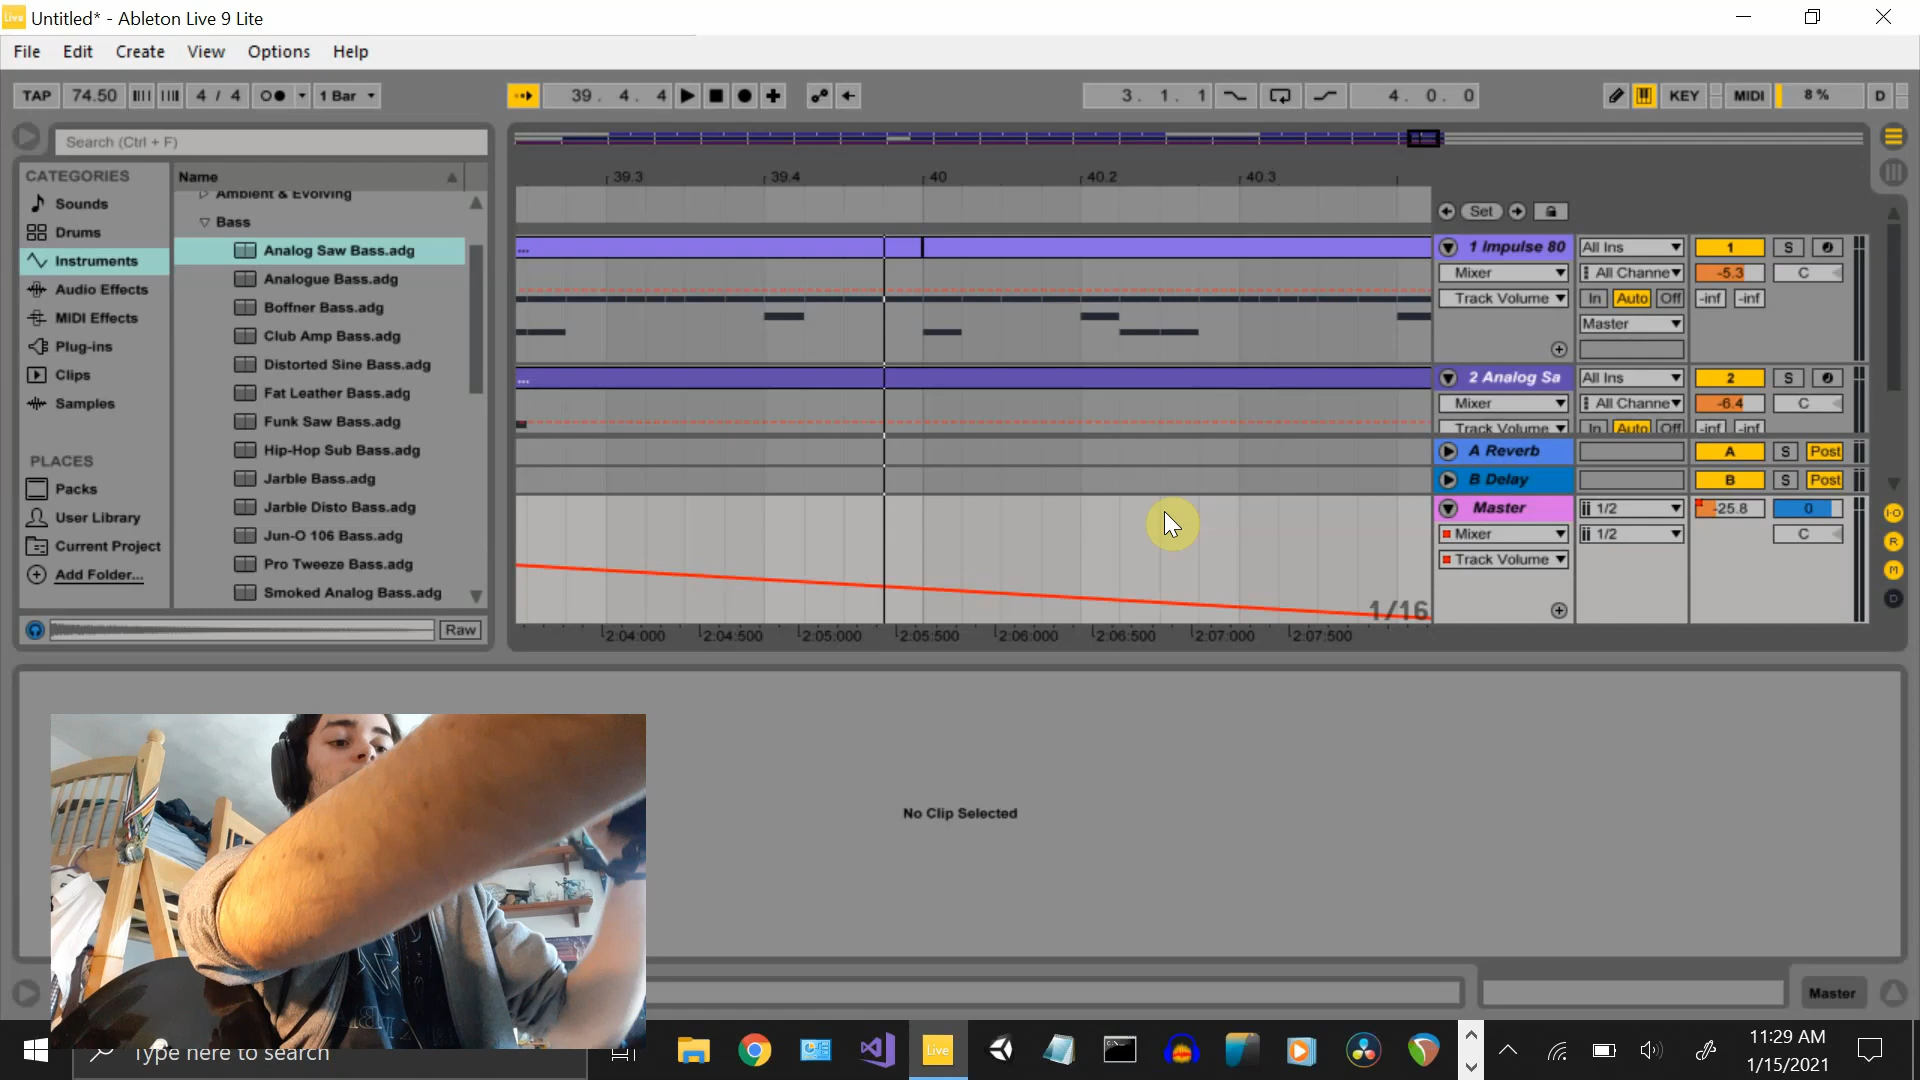 Live Untitled* - Ableton Live 9 Lite
File Edit Create View Options Help
TAP 74.50 4 / 4 1 Bar 39. 4. 4 3. 1. 1 4. 0. 0 KEY MIDI 8 % D
Search (Ctrl + F)
CATEGORIES
Sounds
Drums
Instruments
Audio Effects
MIDI Effects
Plug-ins
Clips
Samples
PLACES
Packs
User Library
Current Project
Add Folder...
Name
Ambient & Evolving
Bass
Analog Saw Bass.adg
Analogue Bass.adg
Boffner Bass.adg
Club Amp Bass.adg
Distorted Sine Bass.adg
Fat Leather Bass.adg
Funk Saw Bass.adg
Hip-Hop Sub Bass.adg
Jarble Bass.adg
Jarble Disto Bass.adg
Jun-O 106 Bass.adg
Pro Tweeze Bass.adg
Smoked Analog Bass.adg
Raw
39.3 39.4 40 40.2 40.3
Set
1 Impulse 80 All Ins 1 S
Mixer All Channe -5.3 C
Track Volume In Auto Off -inf -inf
Master
2 Analog Sa All Ins 2 S
Mixer All Channe -6.4 C
Track Volume In Auto Off -inf -inf
A Reverb A S Post
B Delay B S Post
Master 1/2 -25.8 0
Mixer 1/2 C
Track Volume
1/16
2:04:000 2:04:500 2:05:000 2:05:500 2:06:000 2:06:500 2:07:000 2:07:500
I·O
R
M
D
No Clip Selected
Master
Type here to search
Live
11:29 AM
1/15/2021